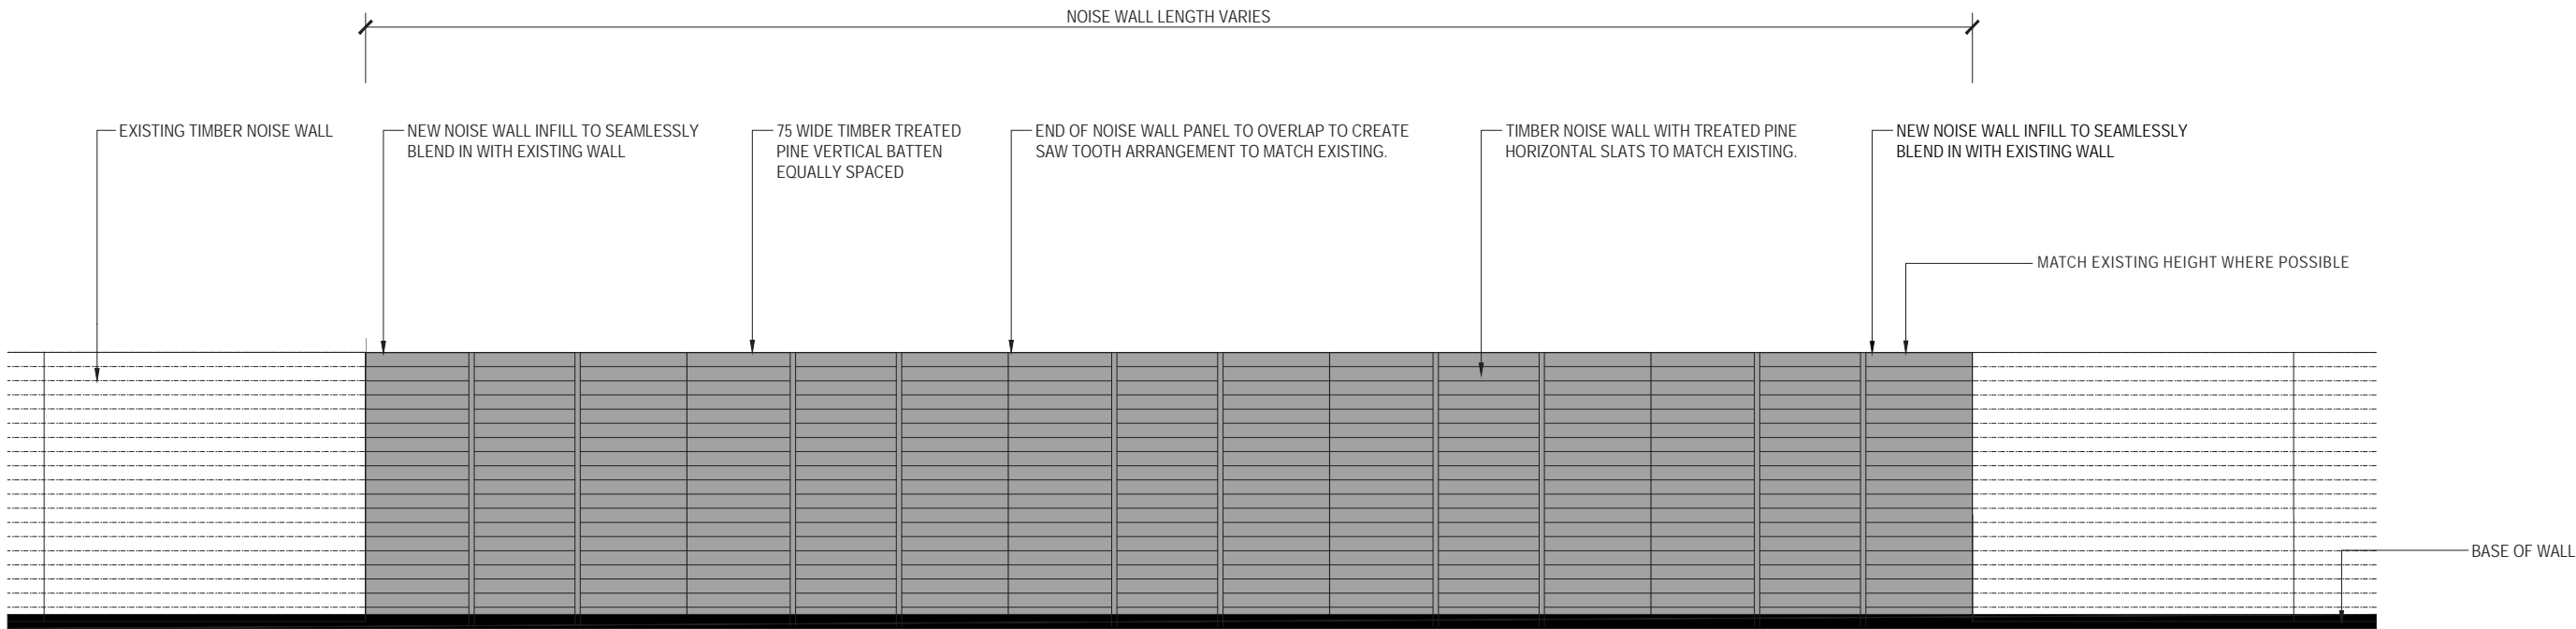 NOISE WALL LENGTH VARIES
EXISTING TIMBER NOISE WALL
NEW NOISE WALL INFILL TO SEAMLESSLY
BLEND IN WITH EXISTING WALL
75 WIDE TIMBER TREATED
PINE VERTICAL BATTEN
EQUALLY SPACED
END OF NOISE WALL PANEL TO OVERLAP TO CREATE
SAW TOOTH ARRANGEMENT TO MATCH EXISTING.
TIMBER NOISE WALL WITH TREATED PINE
HORIZONTAL SLATS TO MATCH EXISTING.
NEW NOISE WALL INFILL TO SEAMLESSLY
BLEND IN WITH EXISTING WALL
MATCH EXISTING HEIGHT WHERE POSSIBLE
BASE OF WALL